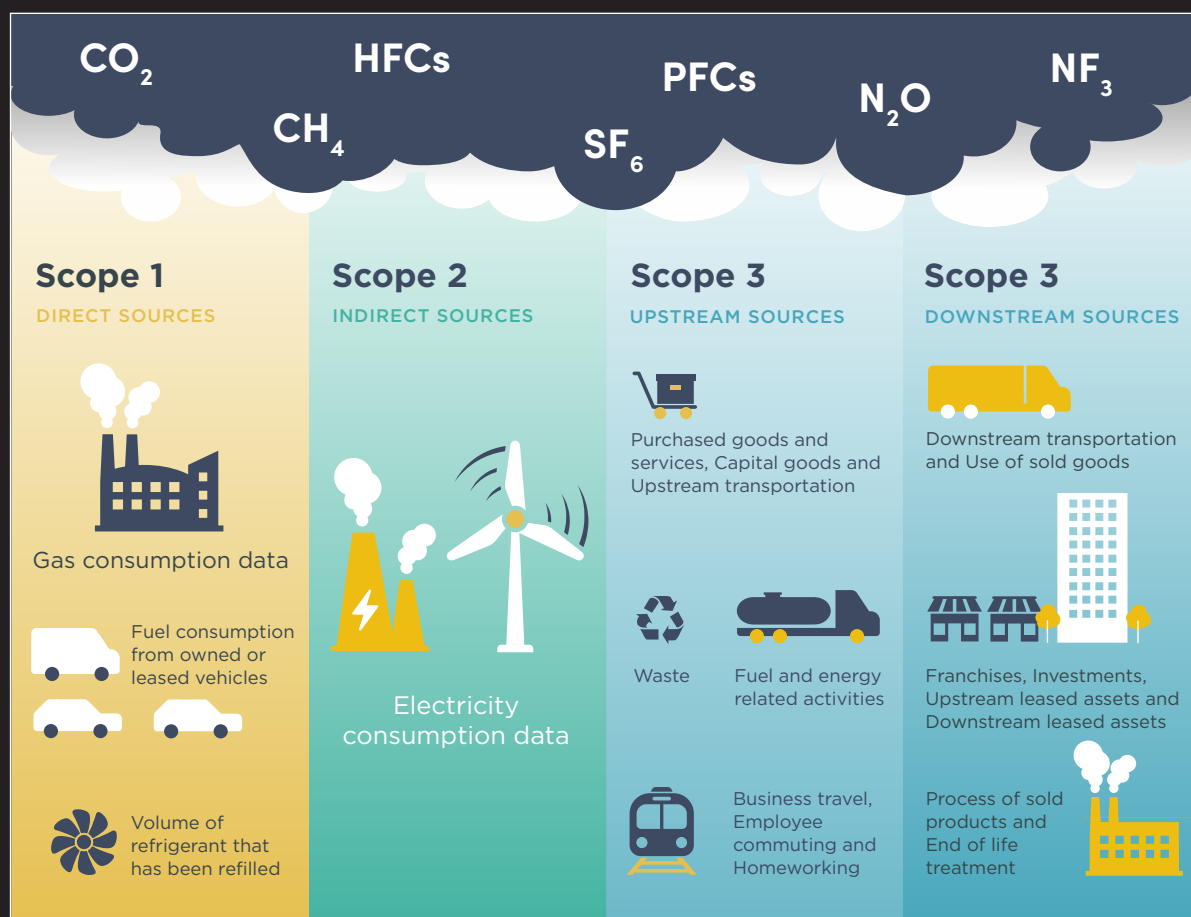 CO₂
HFCs
PFCs
NF₃
N₂O
CH₄
SF₆
Scope 1
DIRECT SOURCES
Gas consumption data
Fuel consumption
from owned or
leased vehicles
Volume of
refrigerant that
has been refilled
Scope 2
INDIRECT SOURCES
Electricity
consumption data
Scope 3
UPSTREAM SOURCES
Purchased goods and
services, Capital goods and
Upstream transportation
Waste
Fuel and energy
related activities
Business travel,
Employee
commuting and
Homeworking
Scope 3
DOWNSTREAM SOURCES
Downstream transportation
and Use of sold goods
Franchises, Investments,
Upstream leased assets and
Downstream leased assets
Process of sold
products and
End of life
treatment